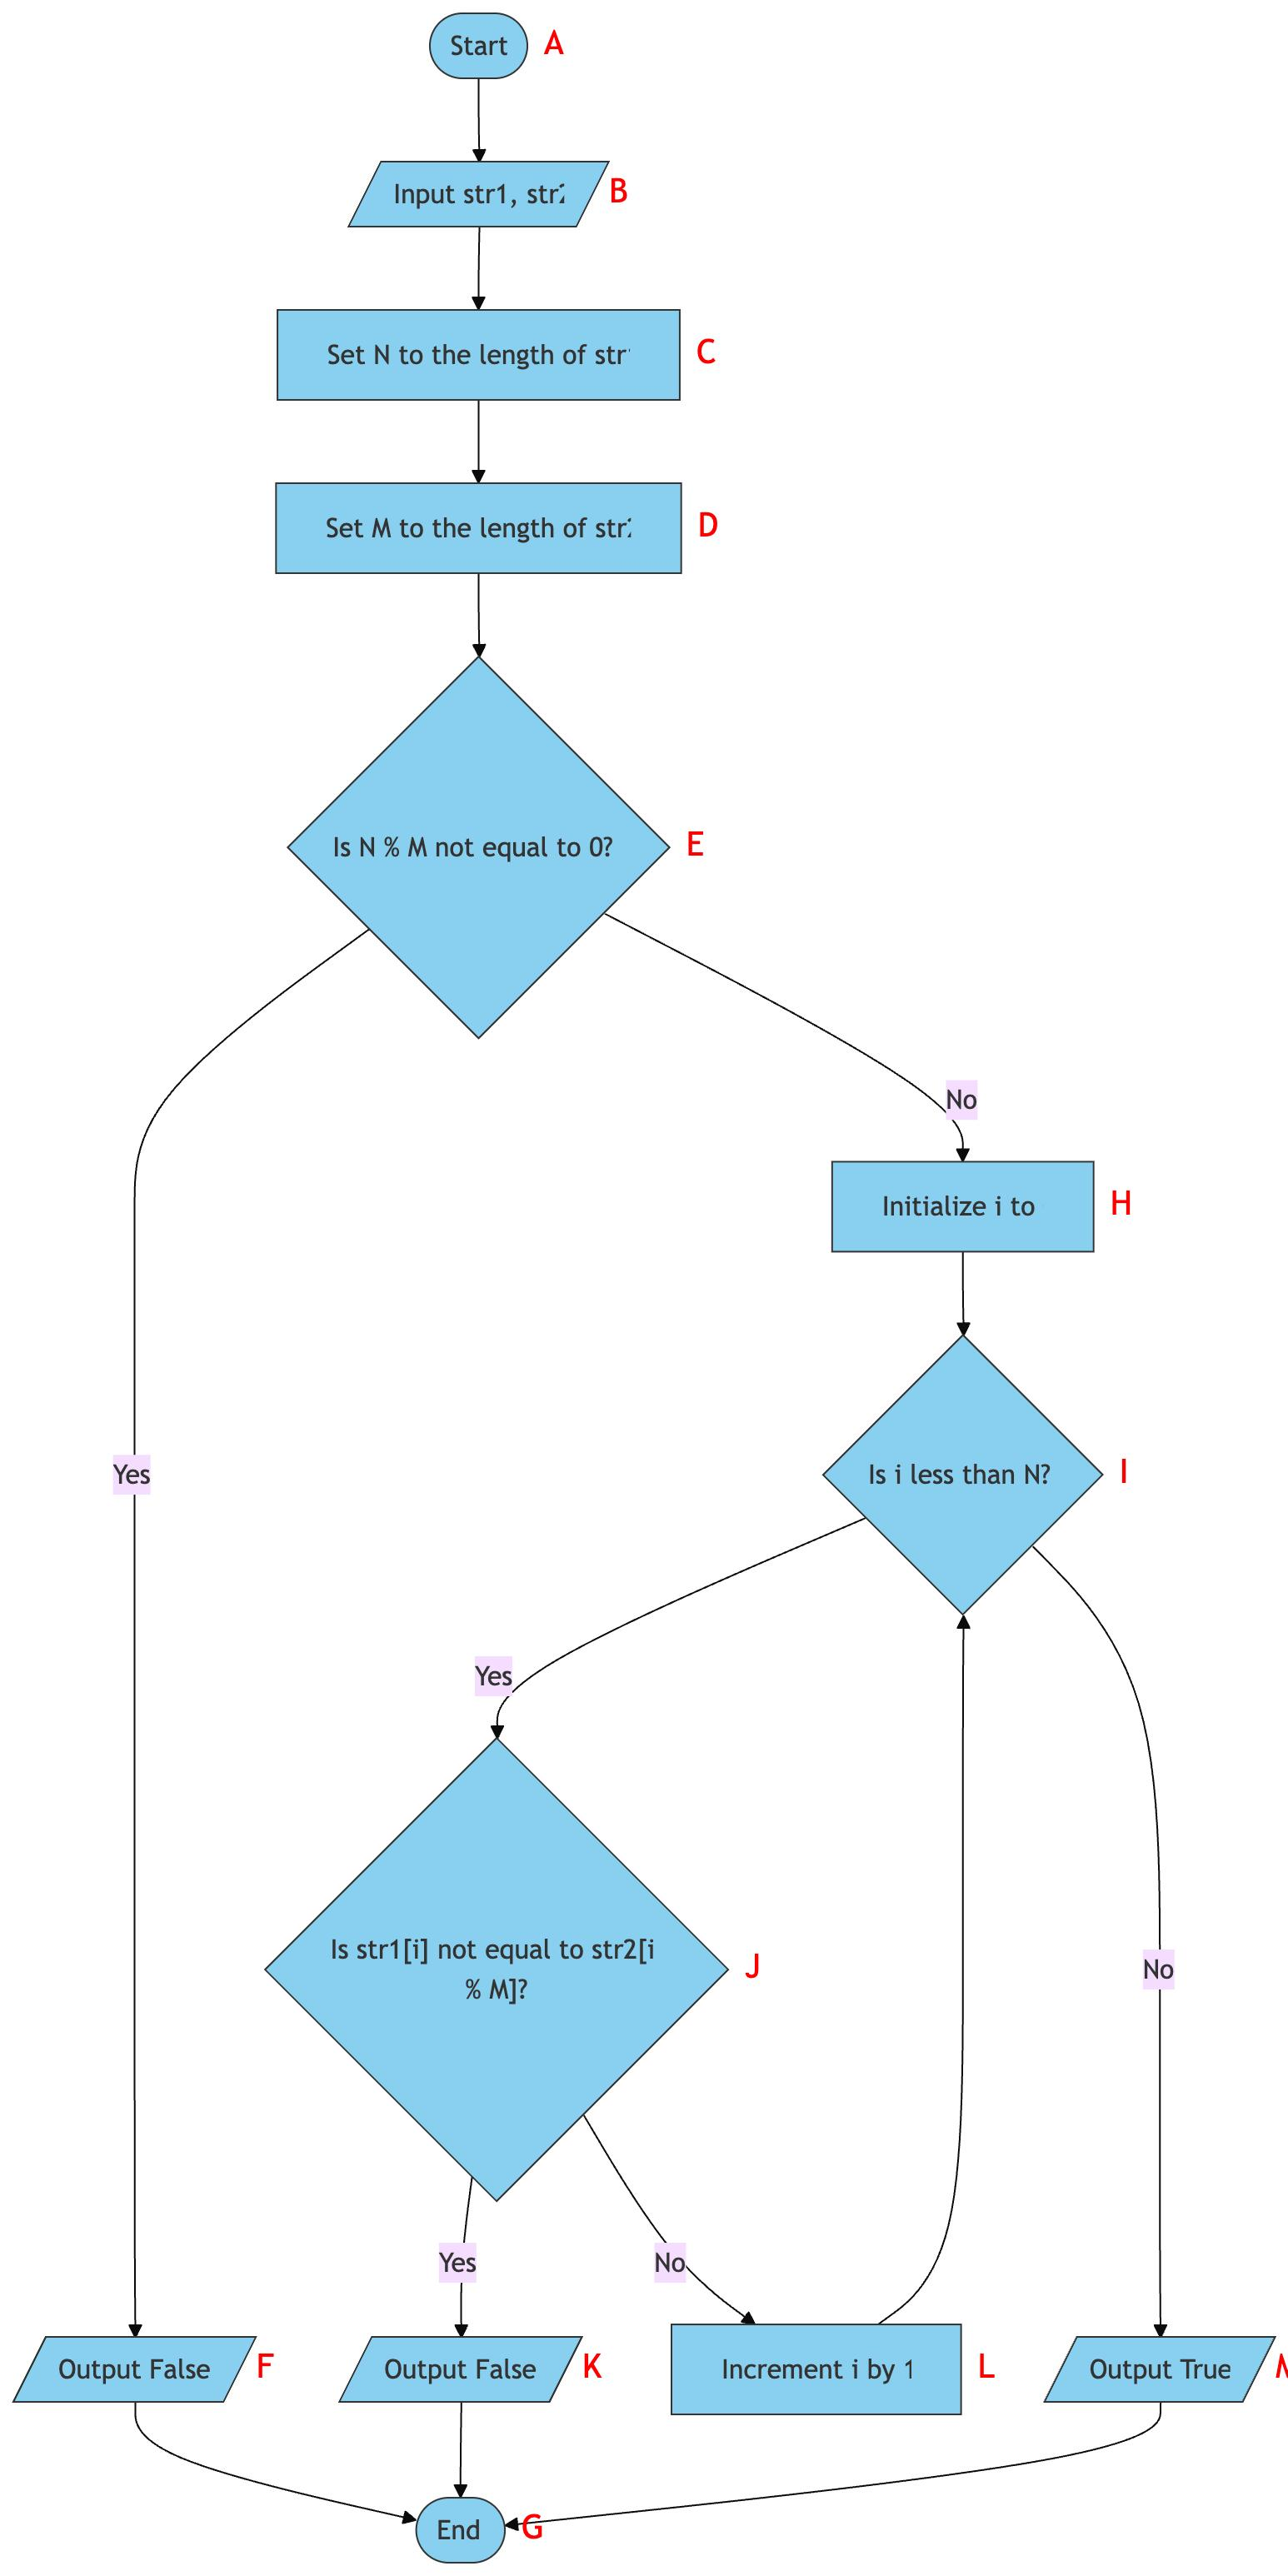 Start
A
Input str1, str2
B
Set N to the length of str
C
Set M to the length of str2
D
Is N % M not equal to 0?
E
No
Initialize i to
H
Yes
Is i less than N?
I
Yes
Is str1[i] not equal to str2[i
% M]?
J
No
Yes
No
Output False
F
Output False
K
Increment i by 1
L
Output True
M
End
G